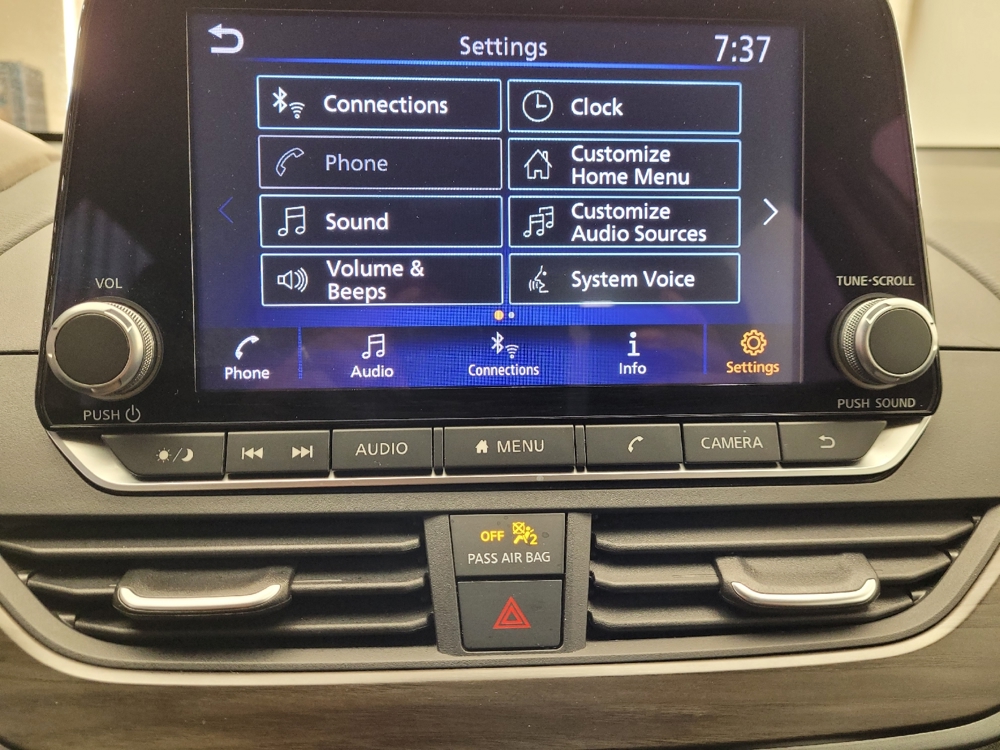 Settings
7:37
Connections
Clock
Phone
Customize
Home Menu
Sound
Customize
Audio Sources
Volume &
Beeps
System Voice
Phone
Audio
Connections
Info
Settings
VOL
PUSH
TUNE·SCROLL
PUSH SOUND
AUDIO
MENU
CAMERA
OFF
2
PASS AIR BAG